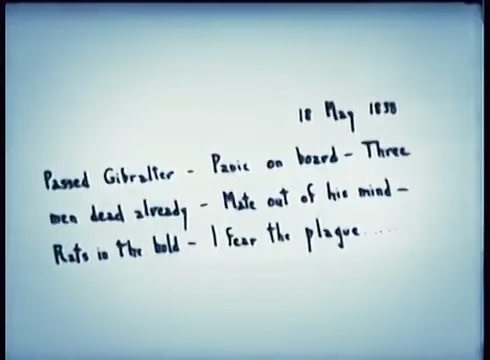 18 May 1838
Passed Gibralter - Panic on board - Three
men dead already - Mate out of his mind -
Rats in the hold - I fear the plague.....